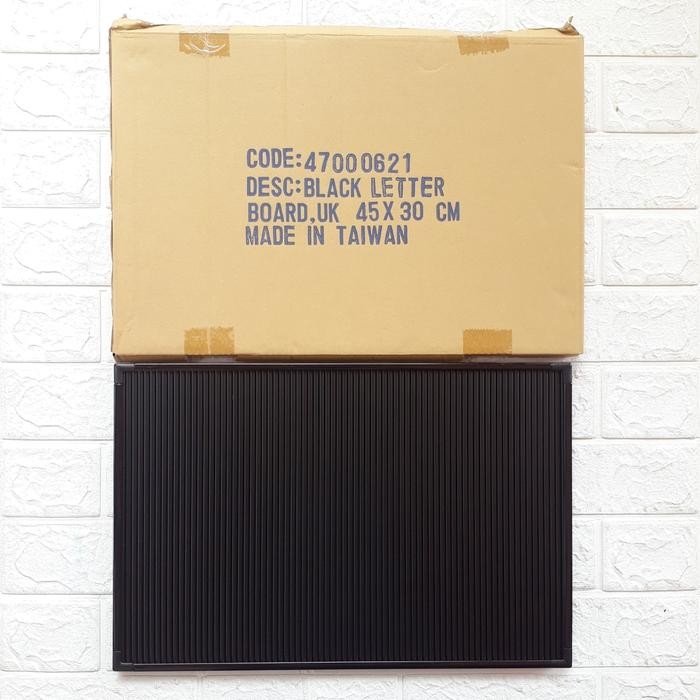 CODE:47000621
DESC:BLACK LETTER
BOARD,UK 45X30 CM
MADE IN TAIWAN